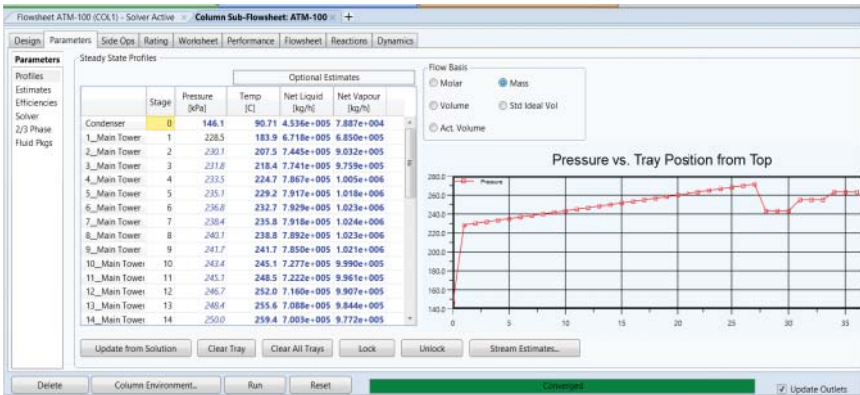 Flowsheet ATM-100 (COL1) - Solver Active × Column Sub-Flowsheet: ATM-100 × +
Design Parameters Side Ops Rating Worksheet Performance Flowsheet Reactions Dynamics
Parameters
Profiles
Estimates
Efficiencies
Solver
2/3 Phase
Fluid Pkgs
Steady State Profiles
Optional Estimates
Stage Pressure [kPa] Temp [C] Net Liquid [kg/h] Net Vapour [kg/h]
Condenser 0 146.1 90.71 4.536e+005 7.887e+004
1__Main Tower 1 228.5 183.9 6.718e+005 6.850e+005
2__Main Tower 2 230.1 207.5 7.445e+005 9.032e+005
3__Main Tower 3 231.8 218.4 7.741e+005 9.759e+005
4__Main Tower 4 233.5 224.7 7.867e+005 1.005e+006
5__Main Tower 5 235.1 229.2 7.917e+005 1.018e+006
6__Main Tower 6 236.8 232.7 7.929e+005 1.023e+006
7__Main Tower 7 238.4 235.8 7.918e+005 1.024e+006
8__Main Tower 8 240.1 238.8 7.892e+005 1.023e+006
9__Main Tower 9 241.7 241.7 7.850e+005 1.021e+006
10__Main Tower 10 243.4 245.1 7.277e+005 9.990e+005
11__Main Tower 11 245.1 248.5 7.222e+005 9.961e+005
12__Main Tower 12 246.7 252.0 7.160e+005 9.907e+005
13__Main Tower 13 248.4 255.6 7.088e+005 9.844e+005
14__Main Tower 14 250.0 259.4 7.003e+005 9.772e+005
Update from Solution Clear Tray Clear All Trays Lock Unlock Stream Estimates...
Flow Basis
Molar Mass
Volume Std Ideal Vol
Act. Volume
Pressure vs. Tray Position from Top
Pressure
280.0
260.0
240.0
220.0
200.0
180.0
160.0
140.0
0 5 10 15 20 25 30 35
Delete Column Environment... Run Reset Converged Update Outlets